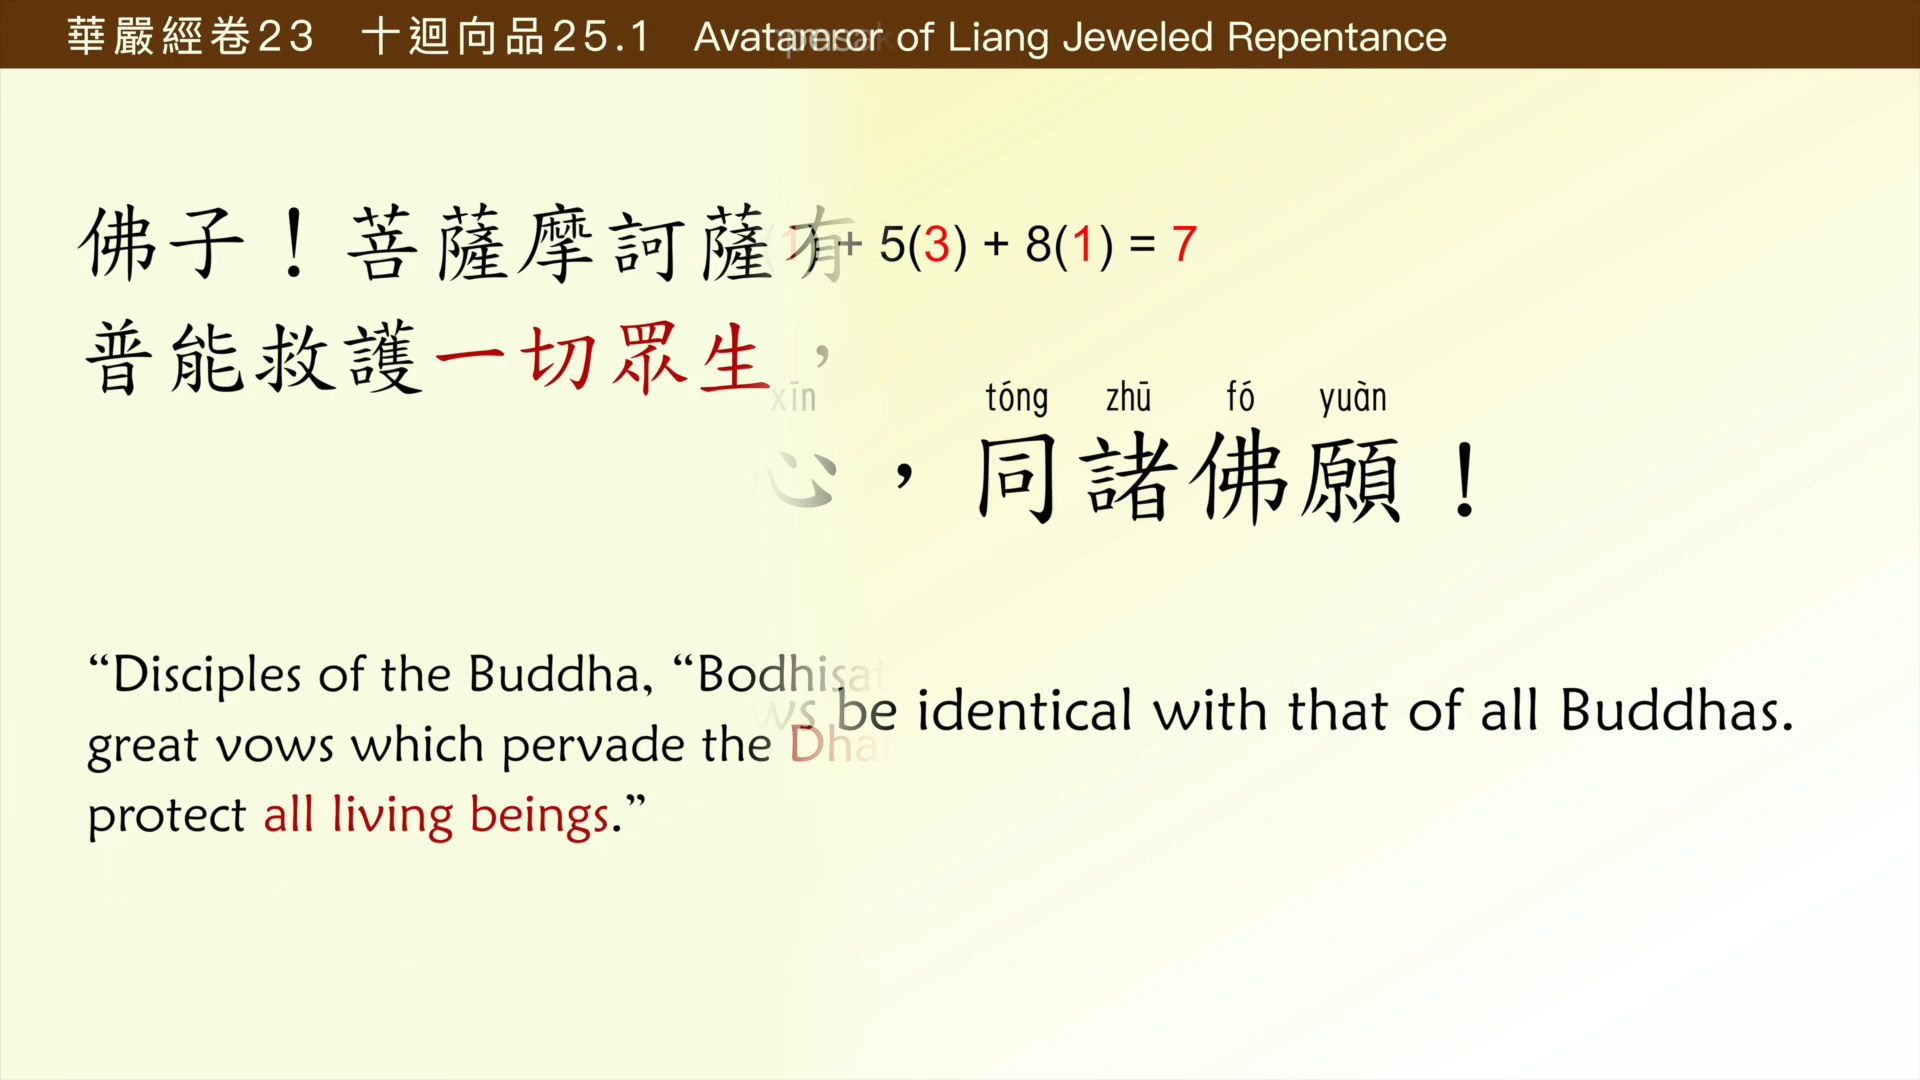 華嚴經卷23 十迴向品25.1 of Liang Jeweled Repentance
佛子！菩薩摩訶薩有
1) + 5(3) + 8(1) = 7
普能救護一切眾生，
xīn tóng zhū fó yuàn
心，同諸佛願！
“Disciples of the Buddha, “Bodhisat
be identical with that of all Buddhas.
great vows which pervade the Dha
protect all living beings.”